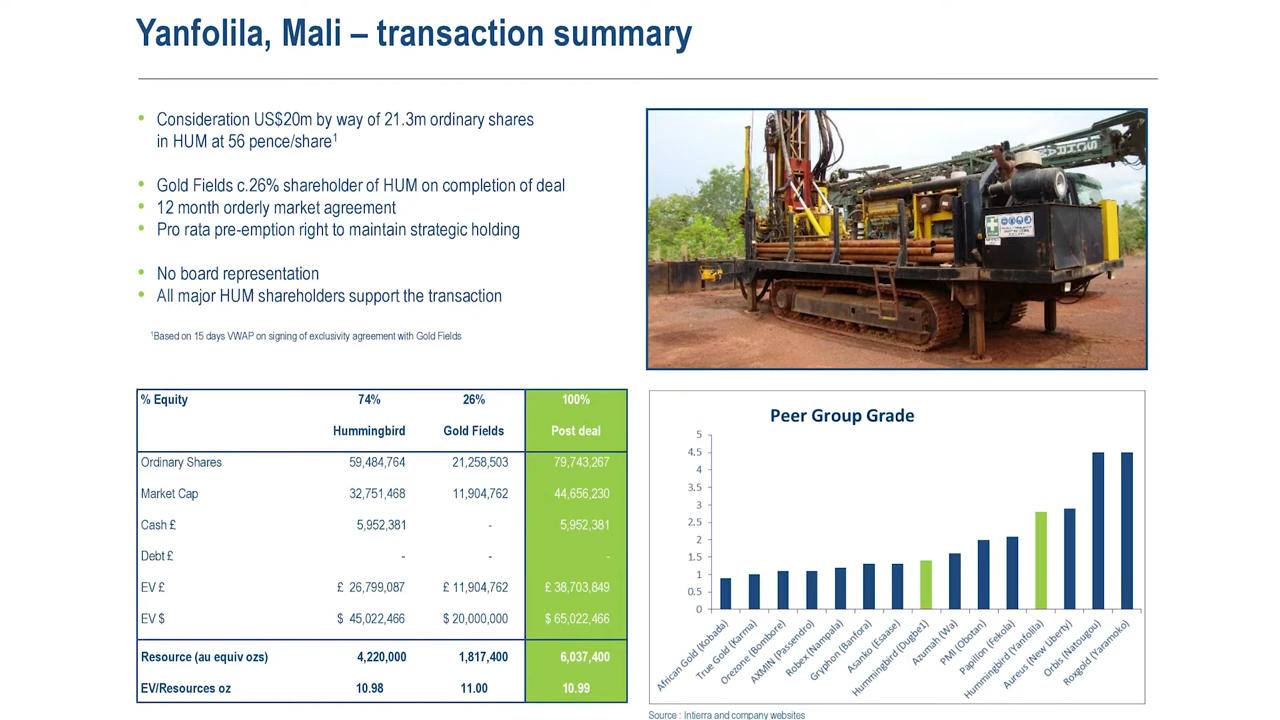 Yanfolila, Mali – transaction summary
• Consideration US$20m by way of 21.3m ordinary shares
in HUM at 56 pence/share1
• Gold Fields c.26% shareholder of HUM on completion of deal
• 12 month orderly market agreement
• Pro rata pre-emption right to maintain strategic holding
• No board representation
• All major HUM shareholders support the transaction
1Based on 15 days VWAP on signing of exclusivity agreement with Gold Fields
% Equity 74% 26% 100%
Hummingbird Gold Fields Post deal
Ordinary Shares 59,484,764 21,258,503 79,743,267
Market Cap 32,751,468 11,904,762 44,656,230
Cash £ 5,952,381 - 5,952,381
Debt £ - - -
EV £ £ 26,799,087 £ 11,904,762 £ 38,703,849
EV $ $ 45,022,466 $ 20,000,000 $ 65,022,466
Resource (au equiv ozs) 4,220,000 1,817,400 6,037,400
EV/Resources oz 10.98 11.00 10.99
SCHRAM
Peer Group Grade
5
4.5
4
3.5
3
2.5
2
1.5
1
0.5
0
African Gold (Kobada)
True Gold (Karma)
Orezone (Bombore)
AXMIN (Passendro)
Robex (Nampala)
Gryphon (Banfora)
Asanko (Esaase)
Hummingbird (Dugbe1)
Azumah (Wa)
PMI (Obotan)
Papillon (Fekola)
Hummingbird (Yanfolila)
Aureus (New Liberty)
Orbis (Natougou)
Roxgold (Yaramoko)
Source : Intierra and company websites